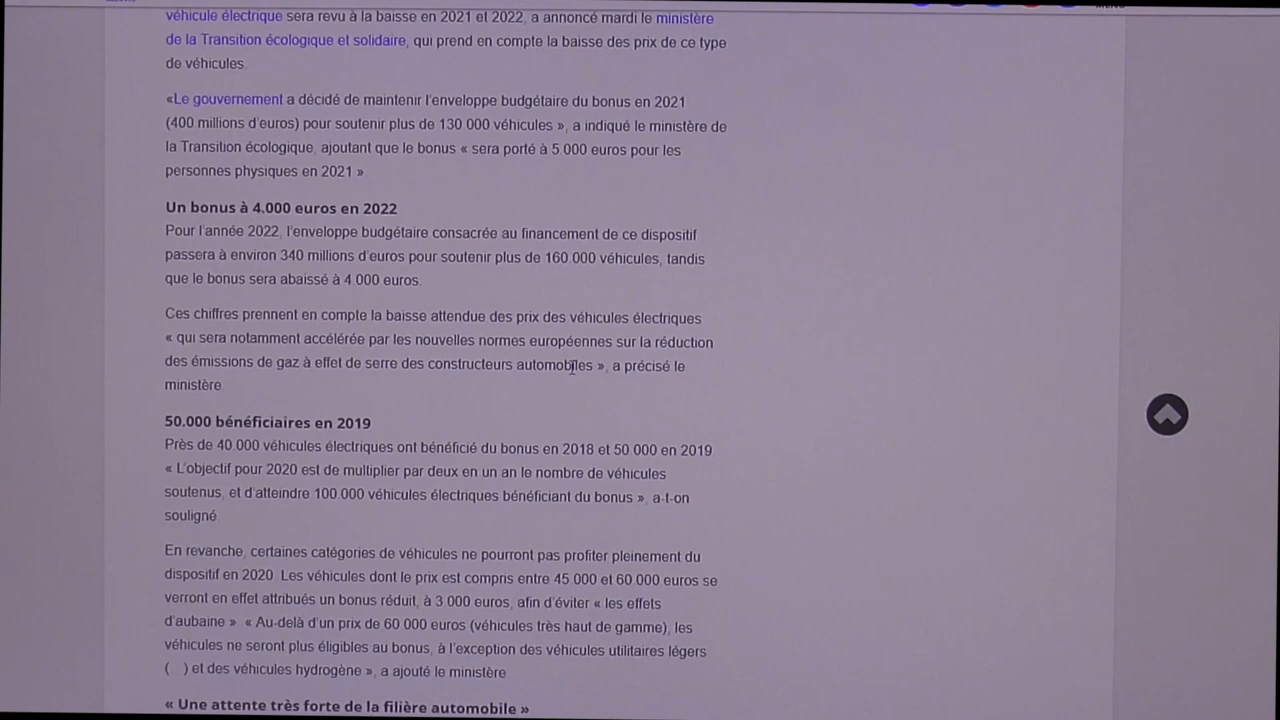 véhicule électrique sera revu à la baisse en 2021 et 2022, a annoncé mardi le ministère
de la Transition écologique et solidaire, qui prend en compte la baisse des prix de ce type
de véhicules.
«Le gouvernement a décidé de maintenir l'enveloppe budgétaire du bonus en 2021
(400 millions d'euros) pour soutenir plus de 130 000 véhicules », a indiqué le ministère de
la Transition écologique, ajoutant que le bonus « sera porté à 5.000 euros pour les
personnes physiques en 2021 »
Un bonus à 4.000 euros en 2022
Pour l'année 2022, l'enveloppe budgétaire consacrée au financement de ce dispositif
passera à environ 340 millions d'euros pour soutenir plus de 160 000 véhicules, tandis
que le bonus sera abaissé à 4 000 euros.
Ces chiffres prennent en compte la baisse attendue des prix des véhicules électriques
« qui sera notamment accélérée par les nouvelles normes européennes sur la réduction
des émissions de gaz à effet de serre des constructeurs automobiles », a précisé le
ministère
50.000 bénéficiaires en 2019
Près de 40 000 véhicules électriques ont bénéficié du bonus en 2018 et 50 000 en 2019
« L'objectif pour 2020 est de multiplier par deux en un an le nombre de véhicules
soutenus, et d'atteindre 100 000 véhicules électriques bénéficiant du bonus », a-t-on
souligné
En revanche, certaines catégories de véhicules ne pourront pas profiter pleinement du
dispositif en 2020. Les véhicules dont le prix est compris entre 45 000 et 60 000 euros se
verront en effet attribués un bonus réduit, à 3 000 euros, afin d'éviter « les effets
d'aubaine » « Au-delà d'un prix de 60 000 euros (véhicules très haut de gamme), les
véhicules ne seront plus éligibles au bonus, à l'exception des véhicules utilitaires légers
( ) et des véhicules hydrogène », a ajouté le ministère
« Une attente très forte de la filière automobile »